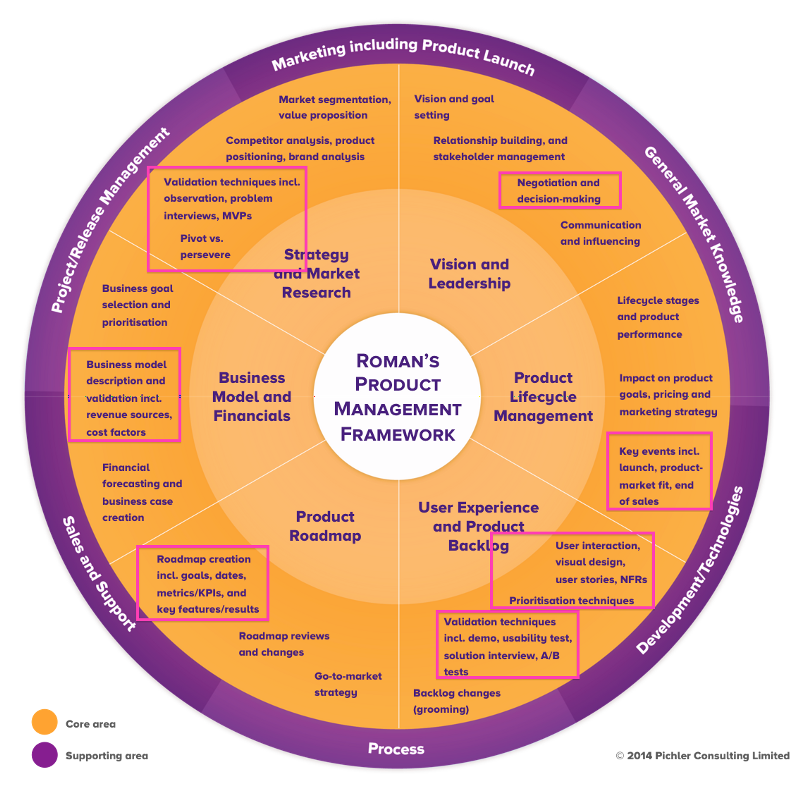 Marketing including Product Launch
General Market Knowledge
Development/Technologies
Process
Sales and Support
Project/Release Management
Market segmentation,
value proposition
Competitor analysis, product
positioning, brand analysis
Validation techniques incl.
observation, problem
interviews, MVPs
Pivot vs.
persevere
Strategy
and Market
Research
Vision and goal
setting
Relationship building, and
stakeholder management
Negotiation and
decision-making
Communication
and influencing
Vision and
Leadership
Lifecycle stages
and product
performance
Impact on product
goals, pricing and
marketing strategy
Key events incl.
launch, product-
market fit, end
of sales
Product
Lifecycle
Management
Business goal
selection and
prioritisation
Business model
description and
validation incl.
revenue sources,
cost factors
Financial
forecasting and
business case
creation
Business
Model and
Financials
ROMAN'S
PRODUCT
MANAGEMENT
FRAMEWORK
Product
Roadmap
Roadmap creation
incl. goals, dates,
metrics/KPIs, and
key features/results
Roadmap reviews
and changes
Go-to-market
strategy
User Experience
and Product
Backlog
User interaction,
visual design,
user stories, NFRs
Prioritisation techniques
Validation techniques
incl. demo, usability test,
solution interview, A/B
tests
Backlog changes
(grooming)
Core area
Supporting area
© 2014 Pichler Consulting Limited